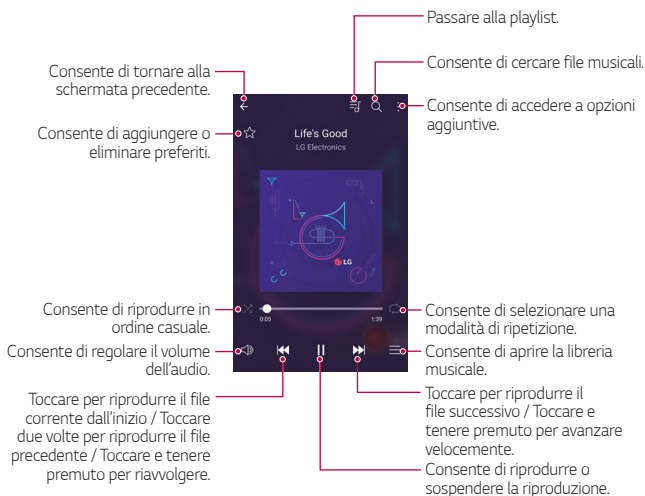 Passare alla playlist.
Consente di cercare file musicali.
Consente di tornare alla
schermata precedente.
Consente di accedere a opzioni
aggiuntive.
Consente di aggiungere o
eliminare preferiti.
Life's Good
LG Electronics
LG
0:05
1:39
Consente di riprodurre in
ordine casuale.
Consente di selezionare una
modalità di ripetizione.
Consente di regolare il volume
dell'audio.
Consente di aprire la libreria
musicale.
Toccare per riprodurre il file
corrente dall'inizio / Toccare
due volte per riprodurre il file
precedente / Toccare e tenere
premuto per riavvolgere.
Toccare per riprodurre il
file successivo / Toccare e
tenere premuto per avanzare
velocemente.
Consente di riprodurre o
sospendere la riproduzione.